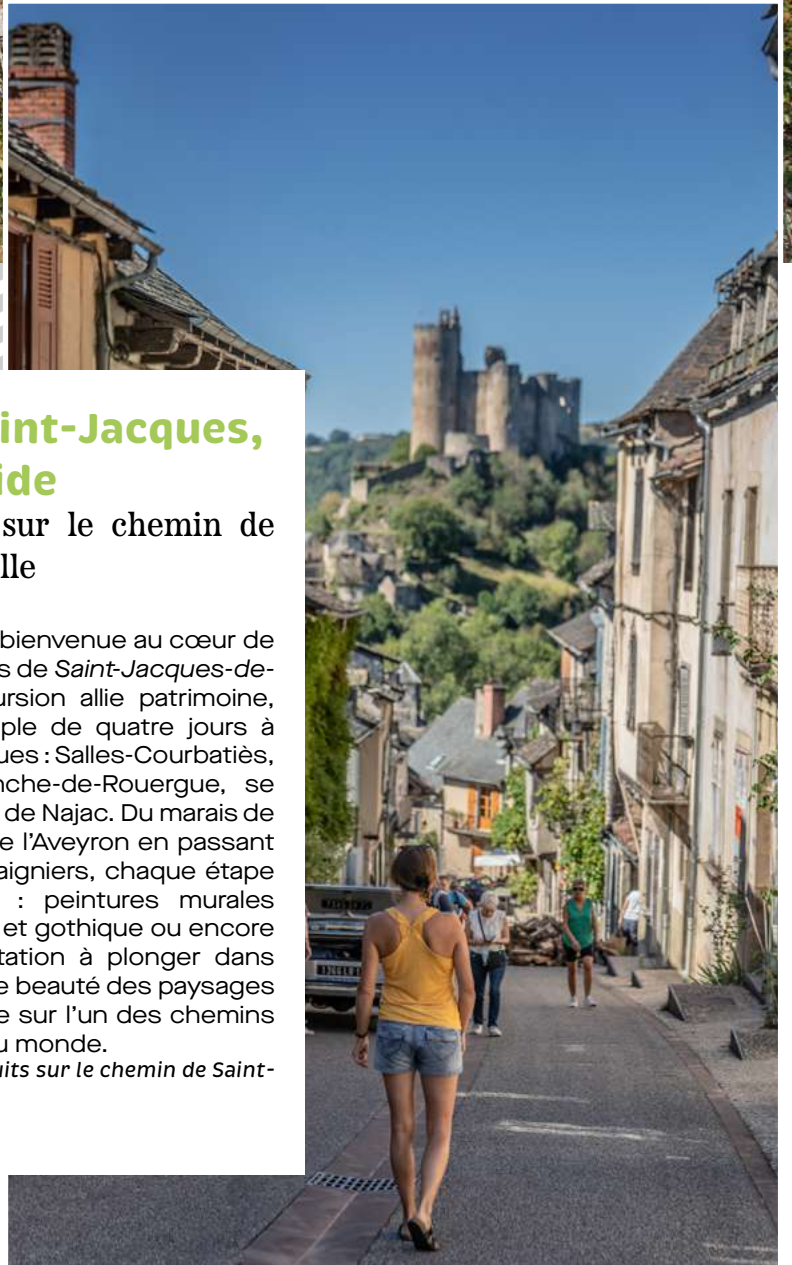 int-Jacques,
ide
sur le chemin de
lle
bienvenue au cœur de
s de Saint-Jacques-de-
ursion allie patrimoine,
ple de quatre jours à
ues : Salles-Courbatiès,
nche-de-Rouergue, se
de Najac. Du marais de
e l'Aveyron en passant
aigniers, chaque étape
: peintures murales
et gothique ou encore
tation à plonger dans
e beauté des paysages
e sur l'un des chemins
u monde.
uits sur le chemin de Saint-